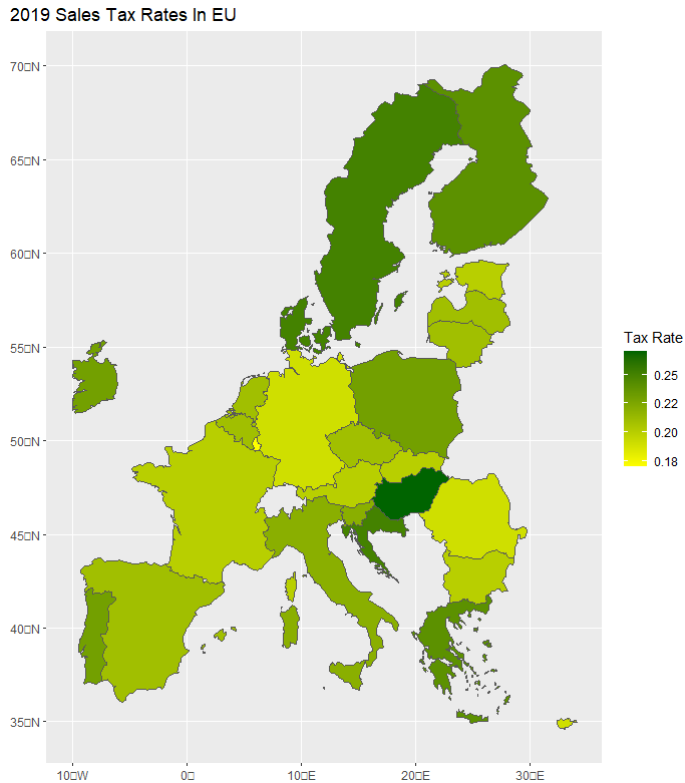 2019 Sales Tax Rates In EU
70□N
65□N
60□N
55□N
50□N
45□N
40□N
35□N
10□W
0□
10□E
20□E
30□E
Tax Rate
0.25
0.22
0.20
0.18